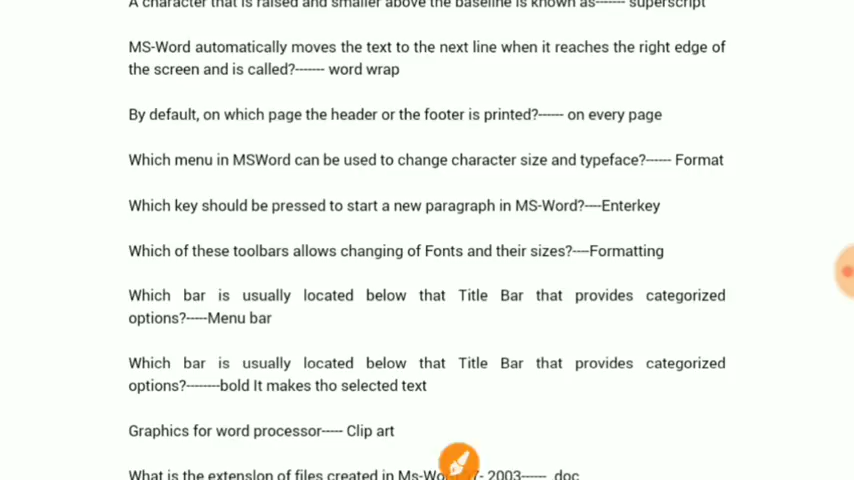 A character that is raised and smaller above the baseline is known as------- superscript
MS-Word automatically moves the text to the next line when it reaches the right edge of
the screen and is called?------- word wrap
By default, on which page the header or the footer is printed?------ on every page
Which menu in MSWord can be used to change character size and typeface?------ Format
Which key should be pressed to start a new paragraph in MS-Word?----Enterkey
Which of these toolbars allows changing of Fonts and their sizes?----Formatting
Which bar is usually located below that Title Bar that provides categorized
options?-----Menu bar
Which bar is usually located below that Title Bar that provides categorized
options?--------bold It makes tho selected text
Graphics for word processor----- Clip art
What is the extenslon of files created in Ms- 2003------ .doc